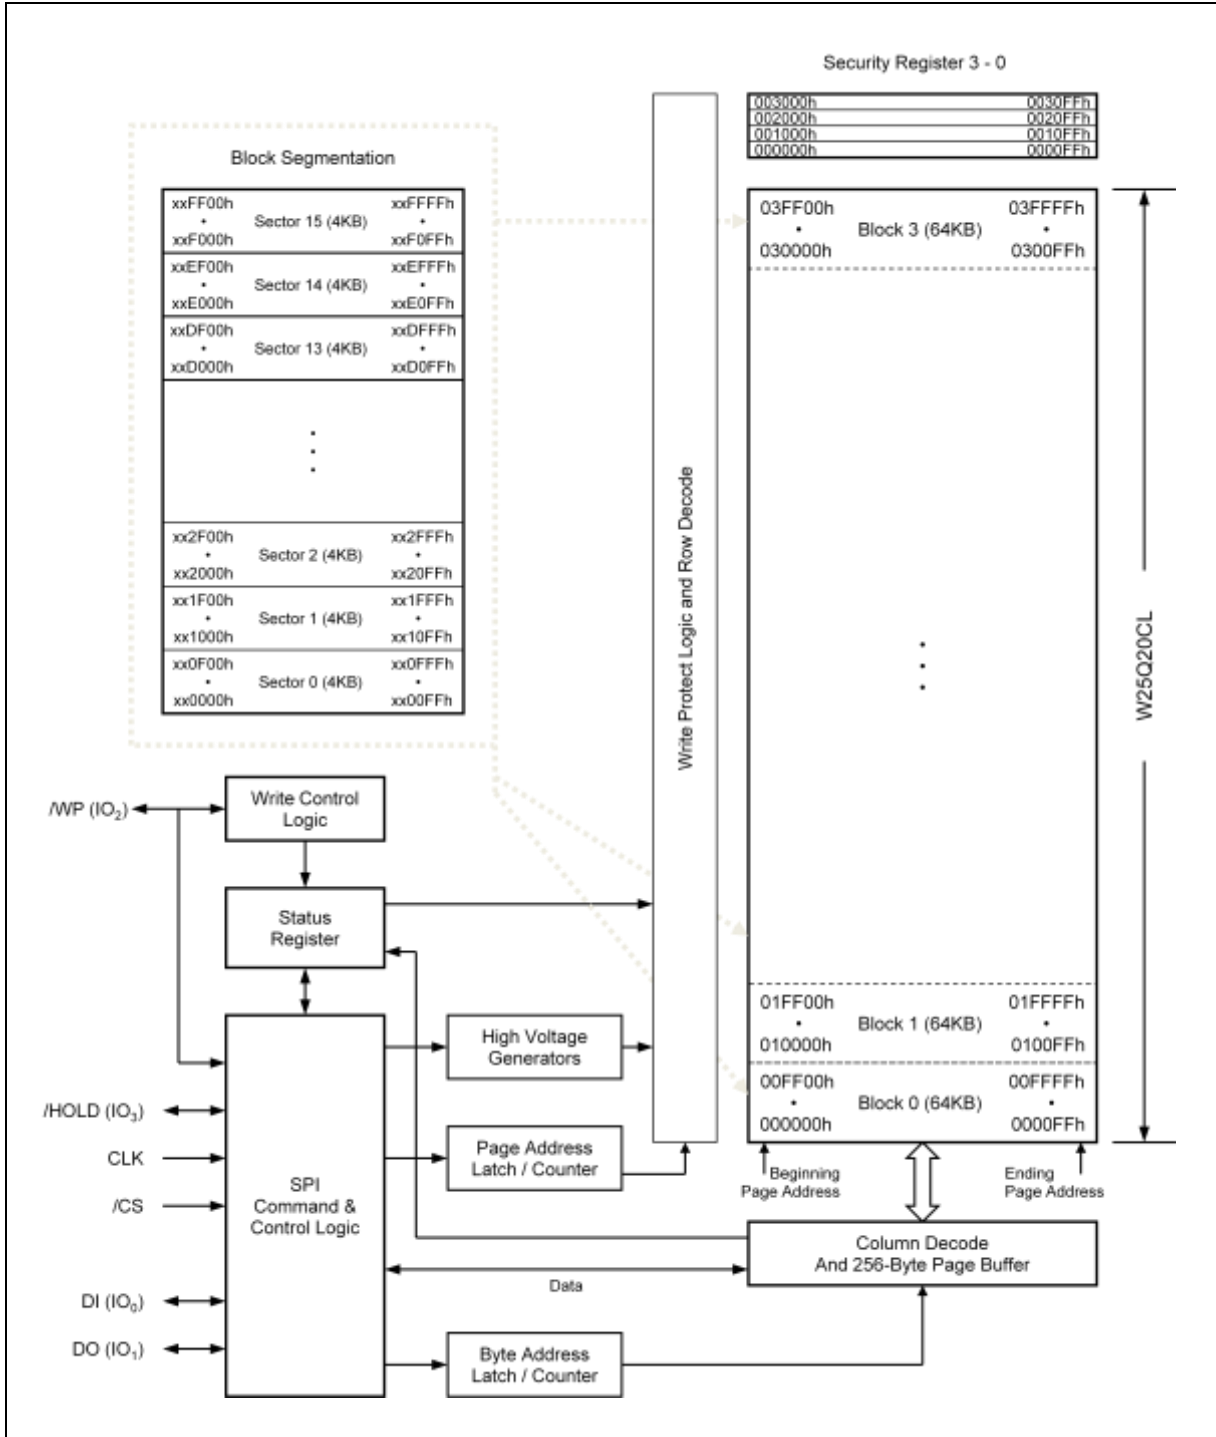 Security Register 3 - 0
003000h 0030FFh
002000h 0020FFh
001000h 0010FFh
000000h 0000FFh
Block Segmentation
xxFF00h xxFFFFh
Sector 15 (4KB)
xxF000h xxF0FFh
xxEF00h xxEFFFh
Sector 14 (4KB)
xxE000h xxE0FFh
xxDF00h xxDFFFh
Sector 13 (4KB)
xxD000h xxD0FFh
xx2F00h xx2FFFh
Sector 2 (4KB)
xx2000h xx20FFh
xx1F00h xx1FFFh
Sector 1 (4KB)
xx1000h xx10FFh
xx0F00h xx0FFFh
Sector 0 (4KB)
xx0000h xx00FFh
Write Protect Logic and Row Decode
03FF00h 03FFFFh
Block 3 (64KB)
030000h 0300FFh
01FF00h 01FFFFh
Block 1 (64KB)
010000h 0100FFh
00FF00h 00FFFFh
Block 0 (64KB)
000000h 0000FFh
W25Q20CL
Beginning
Page Address
Ending
Page Address
/WP (IO2)
Write Control
Logic
Status
Register
High Voltage
Generators
/HOLD (IO3)
CLK
/CS
SPI
Command &
Control Logic
Page Address
Latch / Counter
Column Decode
And 256-Byte Page Buffer
Data
DI (IO0)
DO (IO1)
Byte Address
Latch / Counter